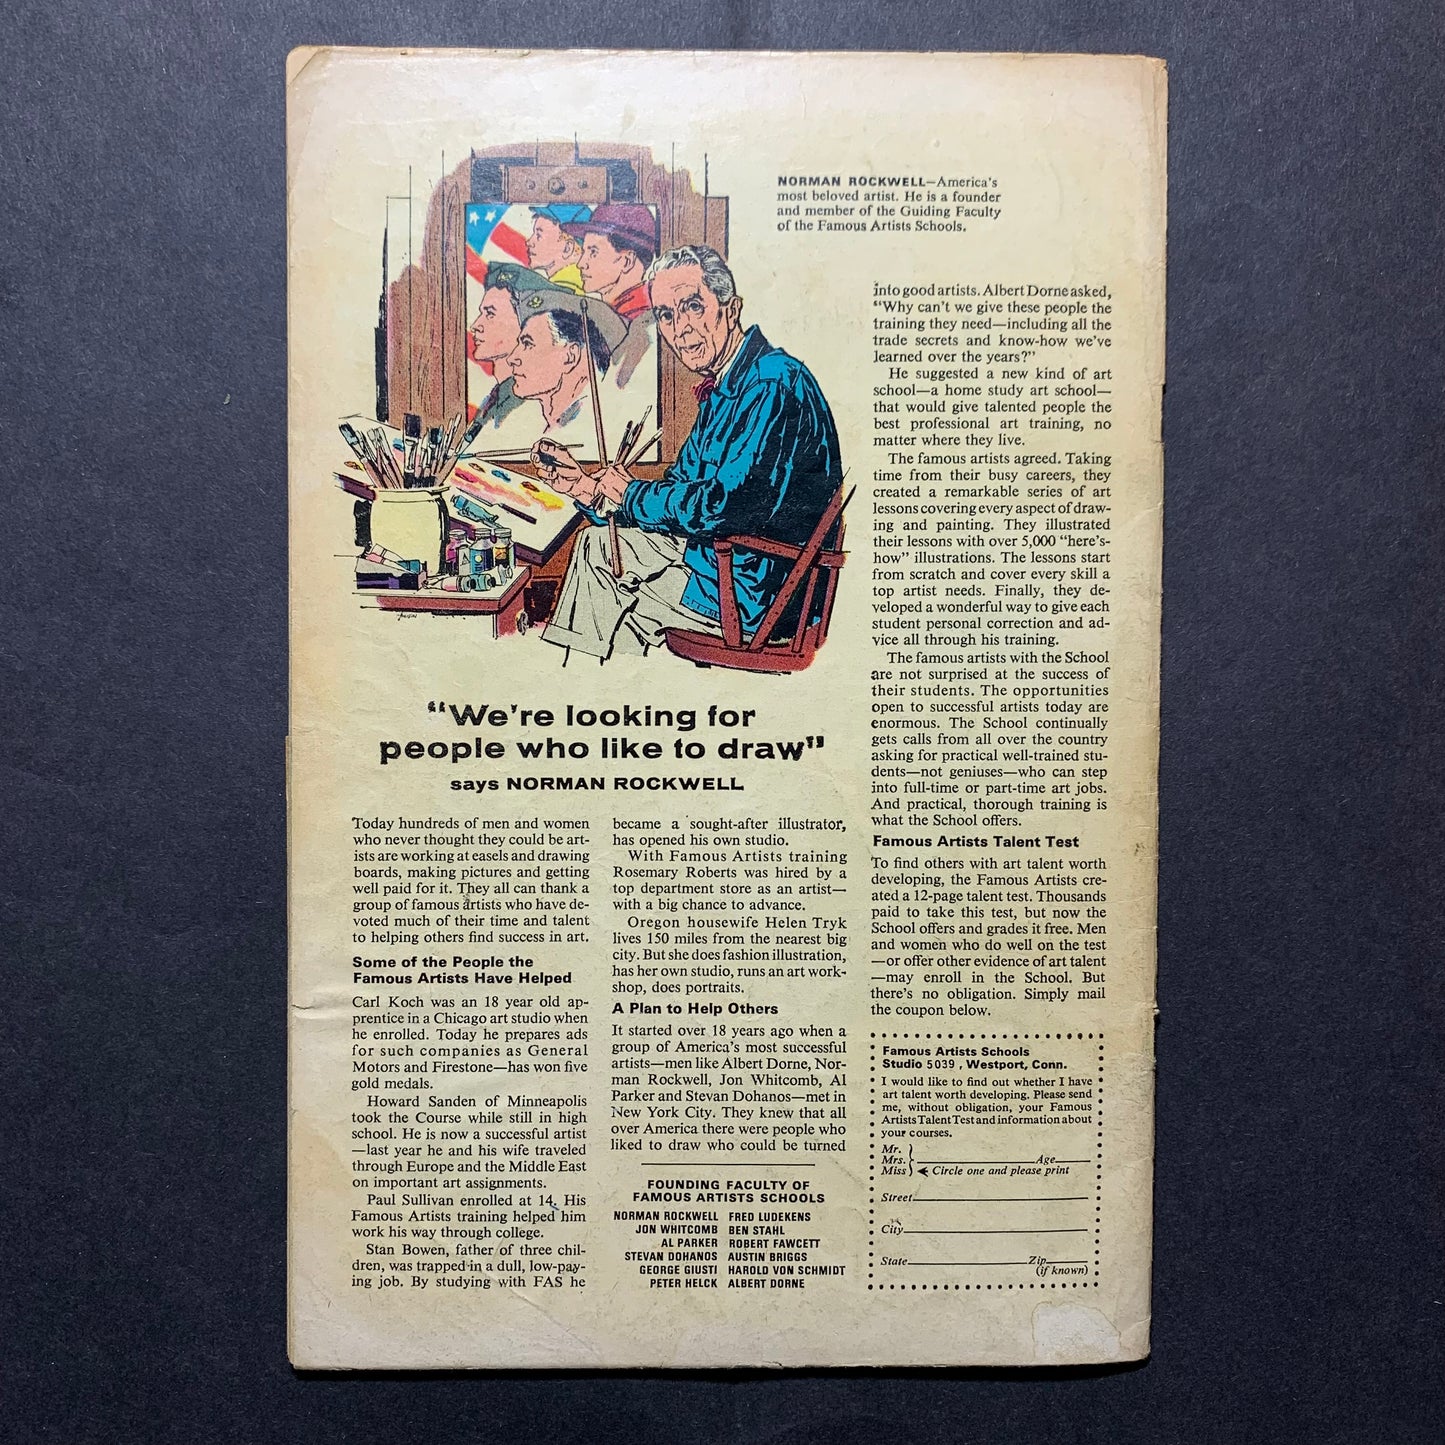 NORMAN ROCKWELL—America's
most beloved artist. He is a founder
and member of the Guiding Faculty
of the Famous Artists Schools.
"We're looking for
people who like to draw"
says NORMAN ROCKWELL
Today hundreds of men and women
who never thought they could be art-
ists are working at easels and drawing
boards, making pictures and getting
well paid for it. They all can thank a
group of famous artists who have de-
voted much of their time and talent
to helping others find success in art.
Some of the People the
Famous Artists Have Helped
Carl Koch was an 18 year old ap-
prentice in a Chicago art studio when
he enrolled. Today he prepares ads
for such companies as General
Motors and Firestone—has won five
gold medals.
Howard Sanden of Minneapolis
took the Course while still in high
school. He is now a successful artist
—last year he and his wife traveled
through Europe and the Middle East
on important art assignments.
Paul Sullivan enrolled at 14. His
Famous Artists training helped him
work his way through college.
Stan Bowen, father of three chil-
dren, was trapped in a dull, low-pay-
ing job. By studying with FAS he
became a sought-after illustrator,
has opened his own studio.
With Famous Artists training
Rosemary Roberts was hired by a
top department store as an artist—
with a big chance to advance.
Oregon housewife Helen Tryk
lives 150 miles from the nearest big
city. But she does fashion illustration,
has her own studio, runs an art work-
shop, does portraits.
A Plan to Help Others
It started over 18 years ago when a
group of America's most successful
artists—men like Albert Dorne, Nor-
man Rockwell, Jon Whitcomb, Al
Parker and Stevan Dohanos—met in
New York City. They knew that all
over America there were people who
liked to draw who could be turned
into good artists. Albert Dorne asked,
"Why can't we give these people the
training they need—including all the
trade secrets and know-how we've
learned over the years?"
He suggested a new kind of art
school—a home study art school—
that would give talented people the
best professional art training, no
matter where they live.
The famous artists agreed. Taking
time from their busy careers, they
created a remarkable series of art
lessons covering every aspect of draw-
ing and painting. They illustrated
their lessons with over 5,000 "here's-
how" illustrations. The lessons start
from scratch and cover every skill a
top artist needs. Finally, they de-
veloped a wonderful way to give each
student personal correction and ad-
vice all through his training.
The famous artists with the School
are not surprised at the success of
their students. The opportunities
open to successful artists today are
enormous. The School continually
gets calls from all over the country
asking for practical well-trained stu-
dents—not geniuses—who can step
into full-time or part-time art jobs.
And practical, thorough training is
what the School offers.
Famous Artists Talent Test
To find others with art talent worth
developing, the Famous Artists cre-
ated a 12-page talent test. Thousands
paid to take this test, but now the
School offers and grades it free. Men
and women who do well on the test
—or offer other evidence of art talent
—may enroll in the School. But
there's no obligation. Simply mail
the coupon below.
FOUNDING FACULTY OF
FAMOUS ARTISTS SCHOOLS
NORMAN ROCKWELL FRED LUDEKENS
JON WHITCOMB BEN STAHL
AL PARKER ROBERT FAWCETT
STEVAN DOHANOS AUSTIN BRIGGS
GEORGE GIUSTI HAROLD VON SCHMIDT
PETER HELCK ALBERT DORNE
Famous Artists Schools
Studio 5039, Westport, Conn.
I would like to find out whether I have
art talent worth developing. Please send
me, without obligation, your Famous
Artists Talent Test and information about
your courses.
Mr.
Mrs. Age
Miss Circle one and please print
Street
City
State Zip
(if known)